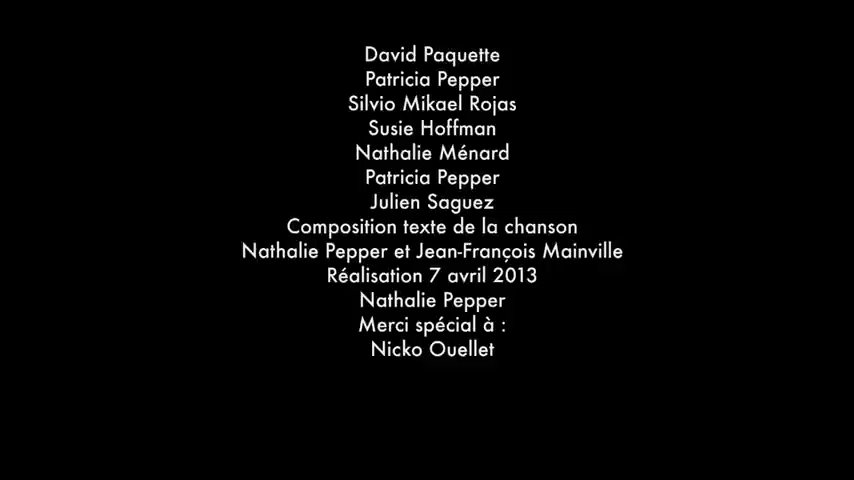 David Paquette
Patricia Pepper
Silvio Mikael Rojas
Susie Hoffman
Nathalie Ménard
Patricia Pepper
Julien Saguez
Composition texte de la chanson
Nathalie Pepper et Jean-François Mainville
Réalisation 7 avril 2013
Nathalie Pepper
Merci spécial à :
Nicko Ouellet